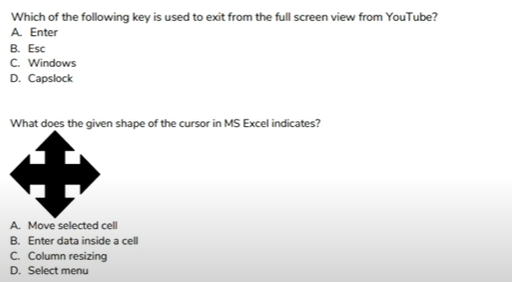 Which of the following key is used to exit from the full screen view from YouTube?
A. Enter
B. Esc
C. Windows
D. Capslock
What does the given shape of the cursor in MS Excel indicates?
A. Move selected cell
B. Enter data inside a cell
C. Column resizing
D. Select menu